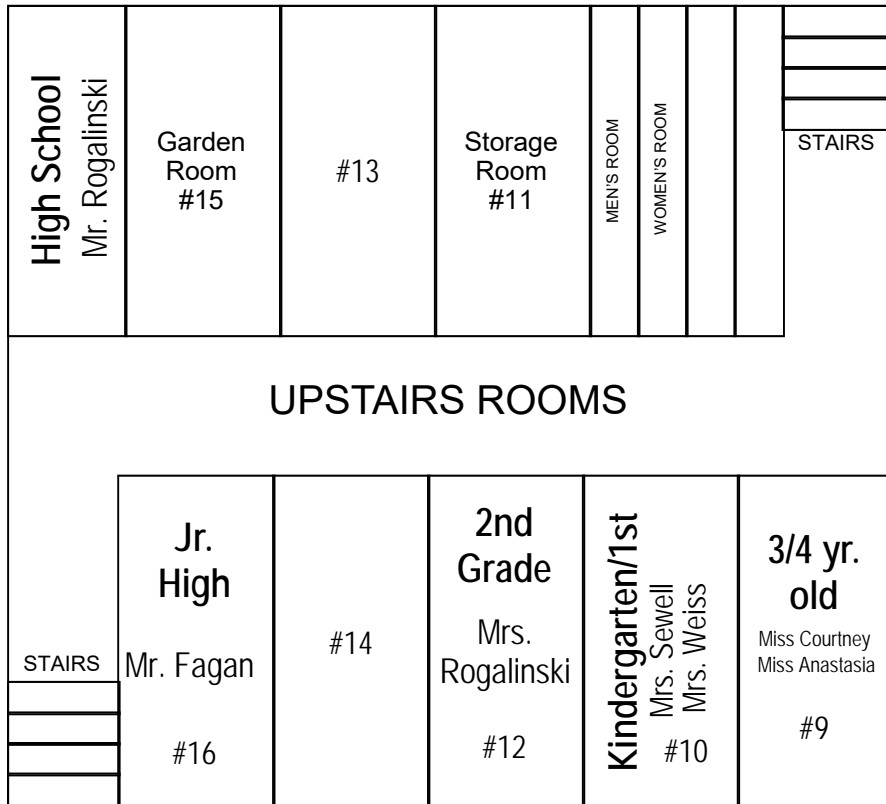 High School
Mr. Rogalinski
Garden
Room
#15
#13
Storage
Room
#11
MEN'S ROOM
WOMEN'S ROOM
STAIRS
UPSTAIRS ROOMS
STAIRS
Jr.
High
Mr. Fagan
#16
#14
2nd
Grade
Mrs.
Rogalinski
#12
Kindergarten/1st
Mrs. Sewell
Mrs. Weiss
#10
3/4 yr.
old
Miss Courtney
Miss Anastasia
#9